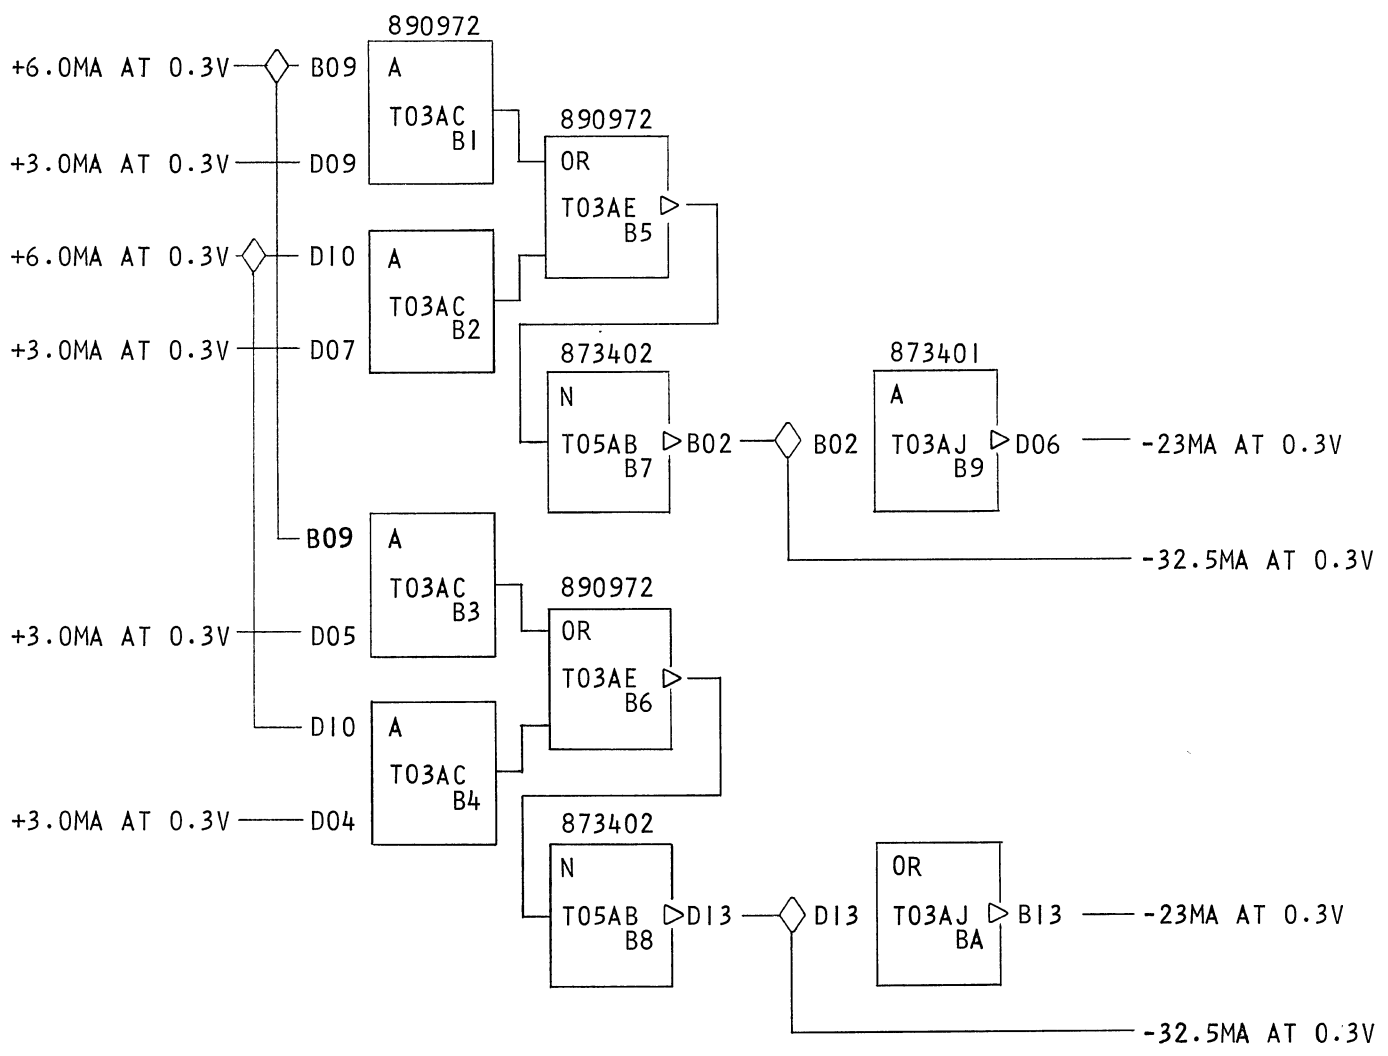 890972
+6.0MA AT 0.3V B09 A
T03AC
B1
+3.0MA AT 0.3V D09
890972
OR
T03AE
B5
+6.0MA AT 0.3V D10 A
T03AC
B2
+3.0MA AT 0.3V D07
873402
N
T05AB B02 B02
B7
873401
A
T03AJ D06 -23MA AT 0.3V
B9
-32.5MA AT 0.3V
B09 A
T03AC
B3
+3.0MA AT 0.3V D05
890972
OR
T03AE
B6
D10 A
T03AC
B4
+3.0MA AT 0.3V D04
873402
N
T05AB D13 D13
B8
OR
T03AJ B13 -23MA AT 0.3V
BA
-32.5MA AT 0.3V